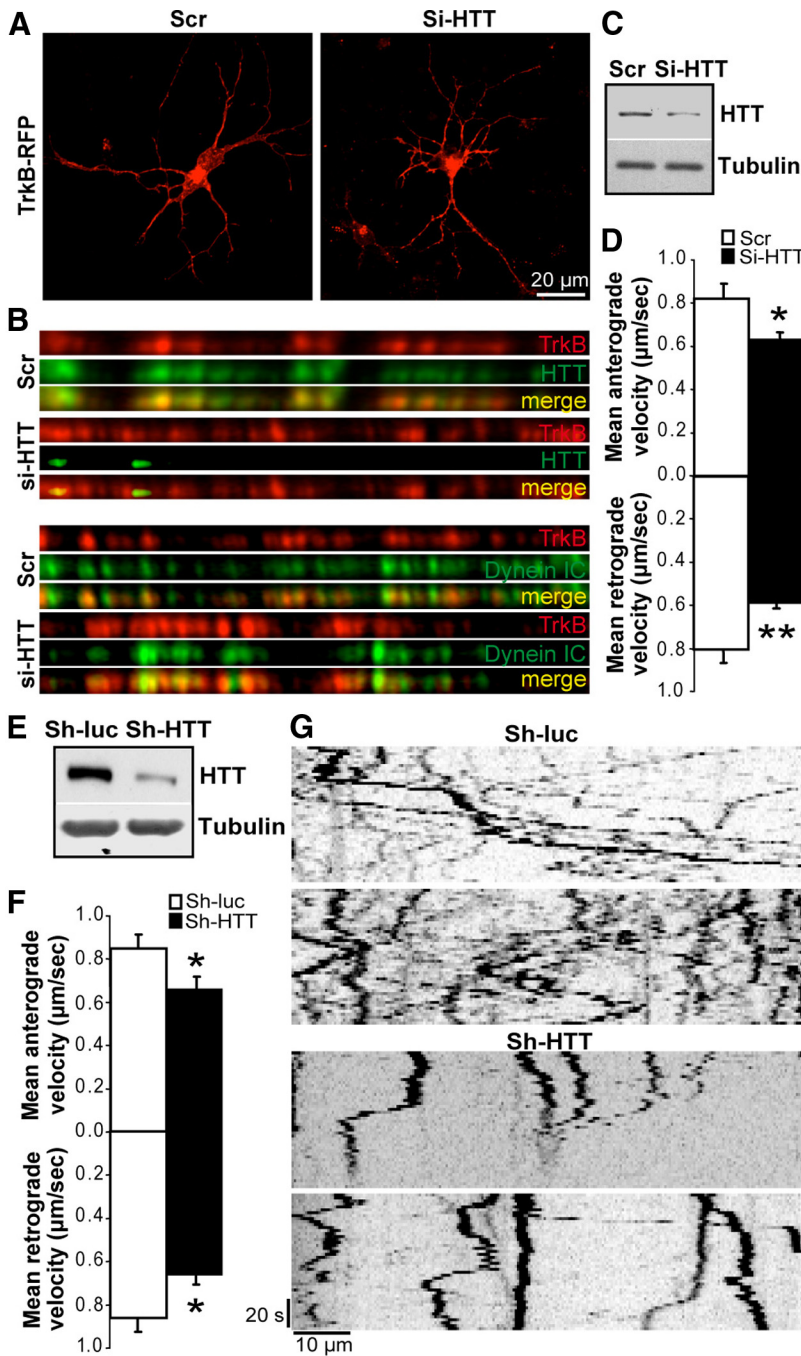 A
Scr
Si-HTT
TrkB-RFP
20 µm
B
Scr
TrkB
HTT
merge
si-HTT
TrkB
HTT
merge
Scr
TrkB
Dynein IC
merge
si-HTT
TrkB
Dynein IC
merge
C
Scr Si-HTT
HTT
Tubulin
D
Scr
Si-HTT
Mean anterograde
velocity (µm/sec)
1.0
0.8
0.6
0.4
0.2
0.0
*
Mean retrograde
velocity (µm/sec)
0.2
0.4
0.6
0.8
1.0
**
E
Sh-luc Sh-HTT
HTT
Tubulin
F
Sh-luc
Sh-HTT
Mean anterograde
velocity (µm/sec)
1.0
0.8
0.6
0.4
0.2
0.0
*
Mean retrograde
velocity (µm/sec)
0.2
0.4
0.6
0.8
1.0
*
G
Sh-luc
Sh-HTT
20 s
10 µm